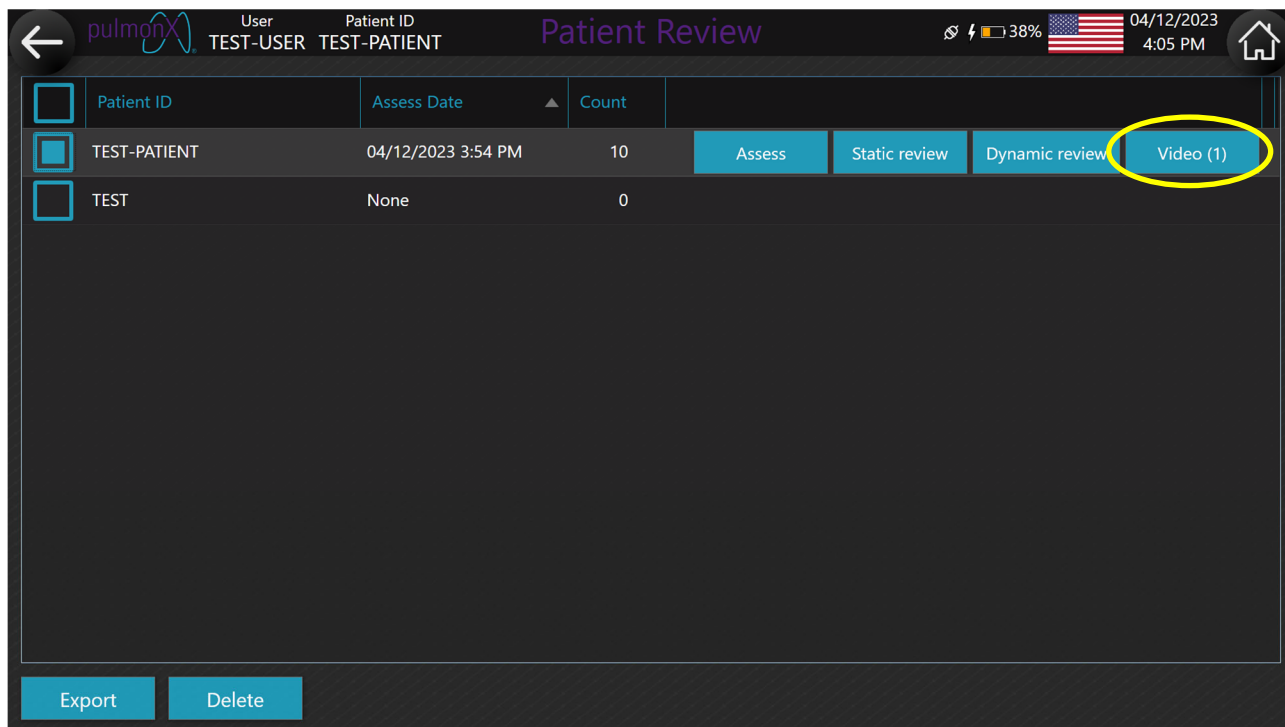 pulmonX User Patient ID Patient Review 38% 04/12/2023
TEST-USER TEST-PATIENT 4:05 PM
Patient ID Assess Date Count
TEST-PATIENT 04/12/2023 3:54 PM 10 Assess Static review Dynamic review Video (1)
TEST None 0
Export Delete